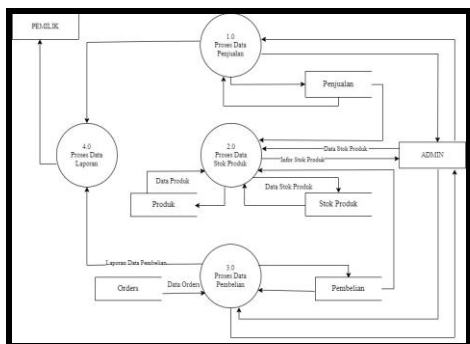 PEMILIK
1.0
Proses Data
Penjualan
Penjualan
4.0
Proses Data
Laporan
2.0
Proses Data
Stok Produk
Data Stok Produk
Infor Stok Produk
ADMIN
Data Produk
Data Stok Produk
Produk
Stok Produk
Laporan Data Pembelian
3.0
Proses Data
Pembelian
Orders
Data Orders
Pembelian